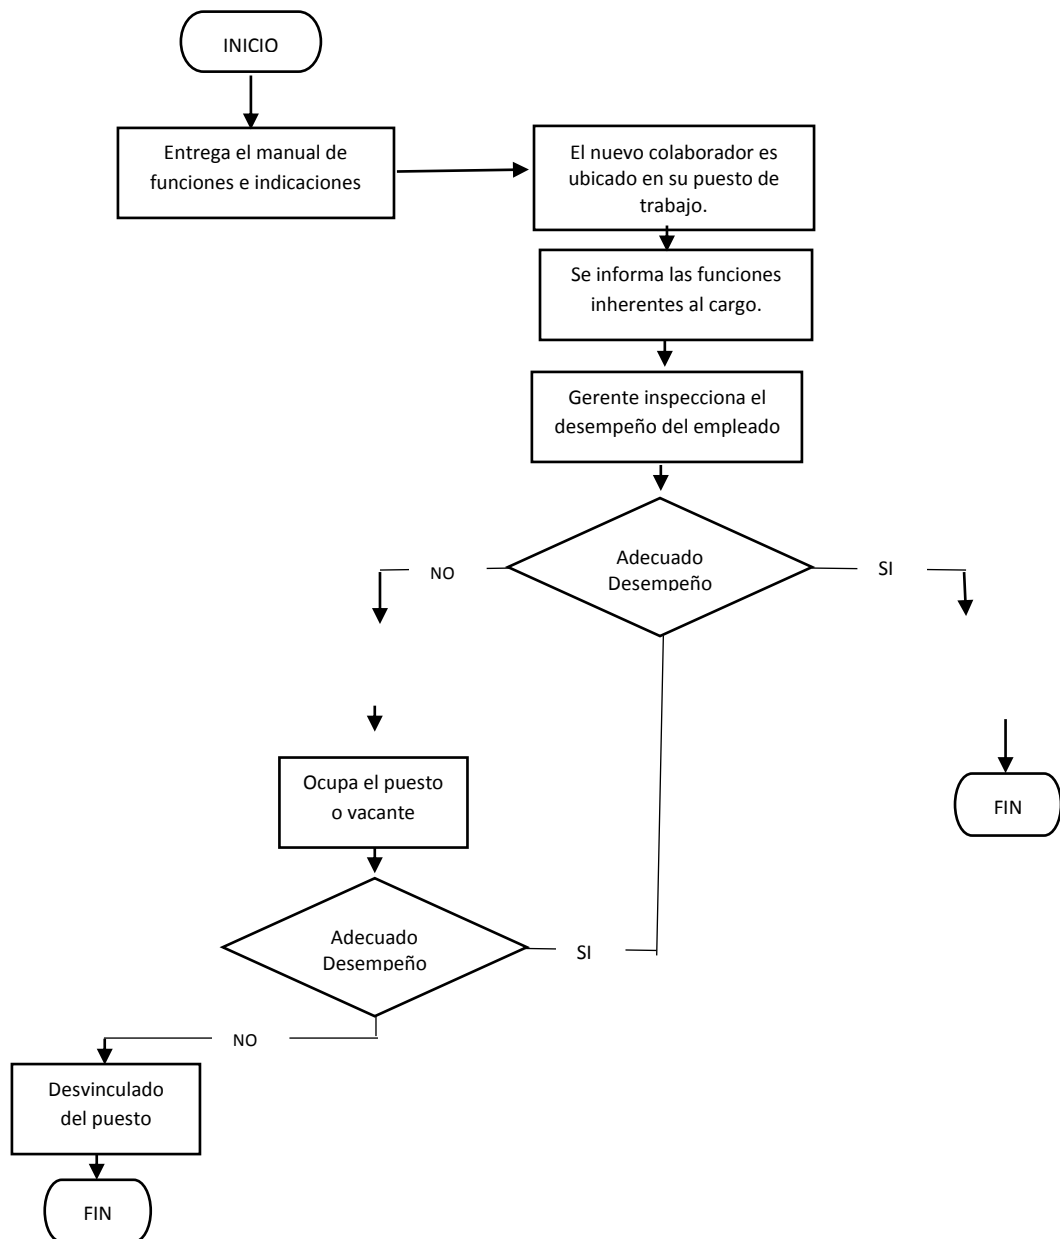 INICIO
Entrega el manual de
funciones e indicaciones
El nuevo colaborador es
ubicado en su puesto de
trabajo.
Se informa las funciones
inherentes al cargo.
Gerente inspecciona el
desempeño del empleado
Adecuado
Desempeño
NO
SI
Ocupa el puesto
o vacante
FIN
Adecuado
Desempeño
SI
NO
Desvinculado
del puesto
FIN